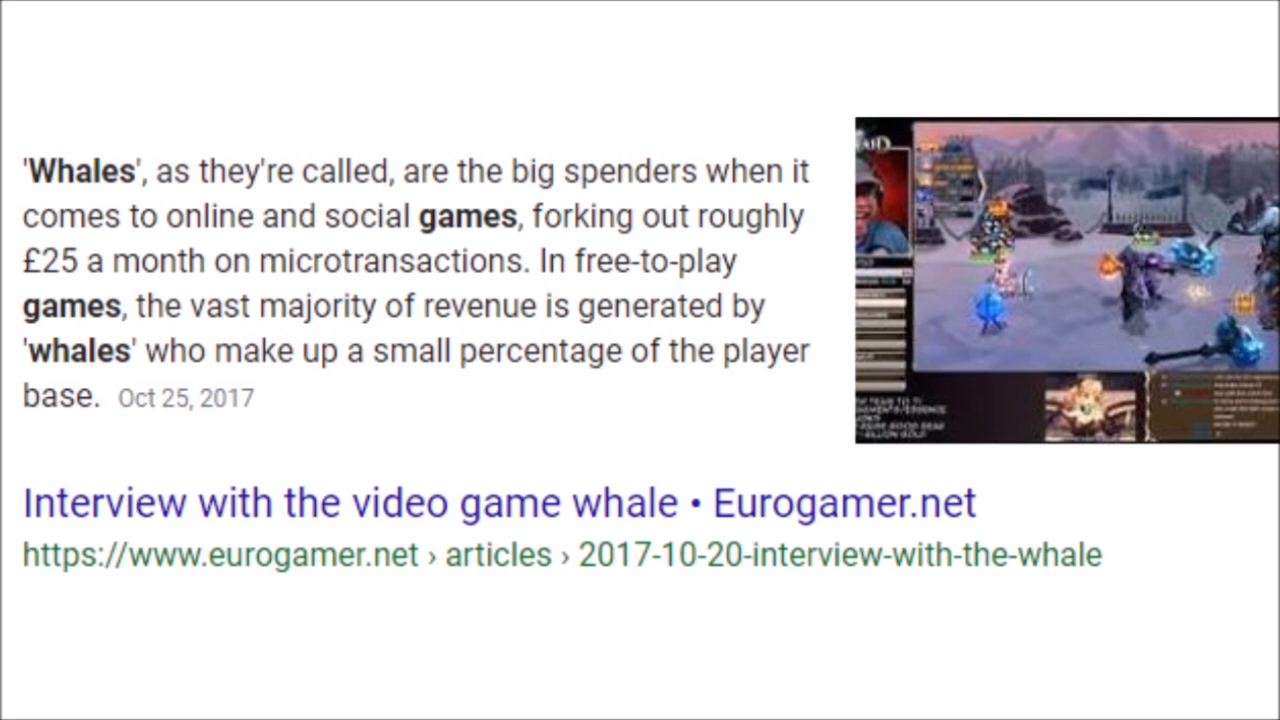 'Whales', as they're called, are the big spenders when it
comes to online and social games, forking out roughly
£25 a month on microtransactions. In free-to-play
games, the vast majority of revenue is generated by
'whales' who make up a small percentage of the player
base. Oct 25, 2017
Interview with the video game whale • Eurogamer.net
https://www.eurogamer.net › articles › 2017-10-20-interview-with-the-whale